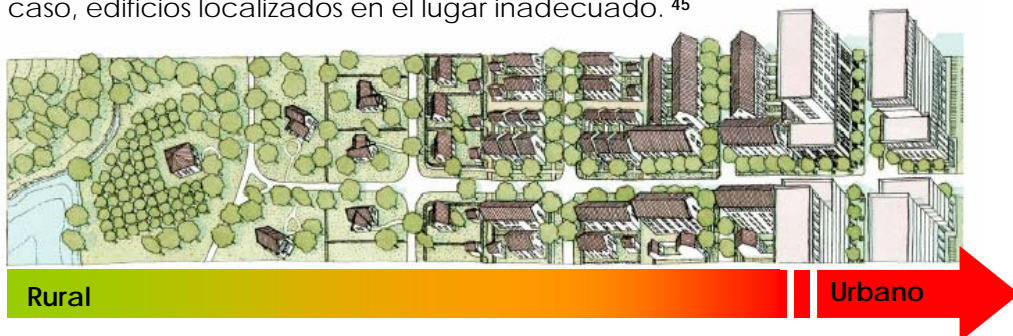 caso, edificios localizados en el lugar inadecuado. 45
Rural
Urbano